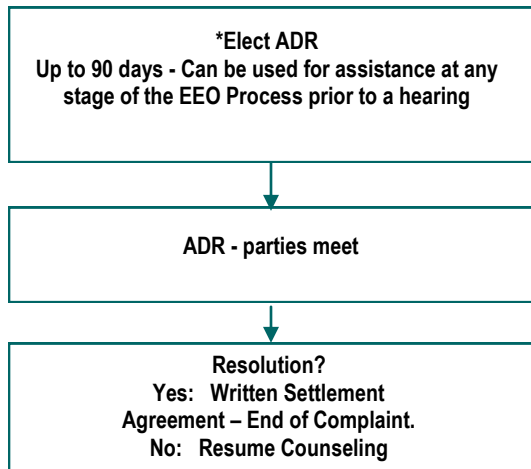 *Elect ADR
Up to 90 days - Can be used for assistance at any
stage of the EEO Process prior to a hearing
ADR - parties meet
Resolution?
Yes: Written Settlement
Agreement – End of Complaint.
No: Resume Counseling